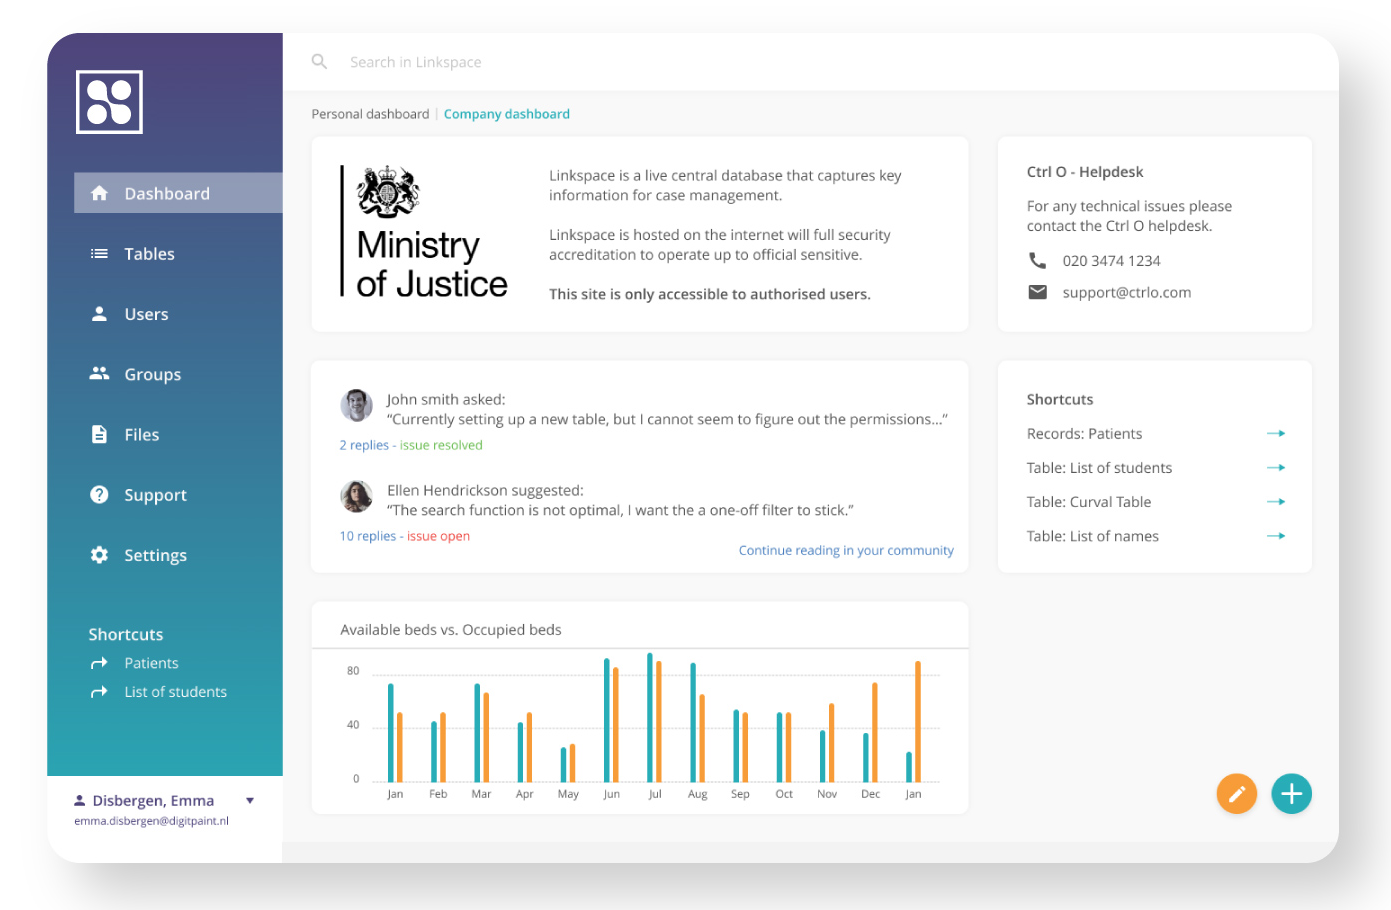 Search in Linkspace
Personal dashboard | Company dashboard
Dashboard
Tables
Users
Groups
Files
Support
Settings
Shortcuts
Patients
List of students
Disbergen, Emma
emma.disbergen@digitpaint.nl
Ministry
of Justice
Linkspace is a live central database that captures key
information for case management.
Linkspace is hosted on the internet will full security
accreditation to operate up to official sensitive.
This site is only accessible to authorised users.
Ctrl O - Helpdesk
For any technical issues please
contact the Ctrl O helpdesk.
020 3474 1234
support@ctrlo.com
John smith asked:
“Currently setting up a new table, but I cannot seem to figure out the permissions...”
2 replies - issue resolved
Ellen Hendrickson suggested:
“The search function is not optimal, I want the a one-off filter to stick.”
10 replies - issue open
Continue reading in your community
Shortcuts
Records: Patients
Table: List of students
Table: Curval Table
Table: List of names
Available beds vs. Occupied beds
80
40
0
Jan Feb Mar Apr May Jun Jul Aug Sep Oct Nov Dec Jan